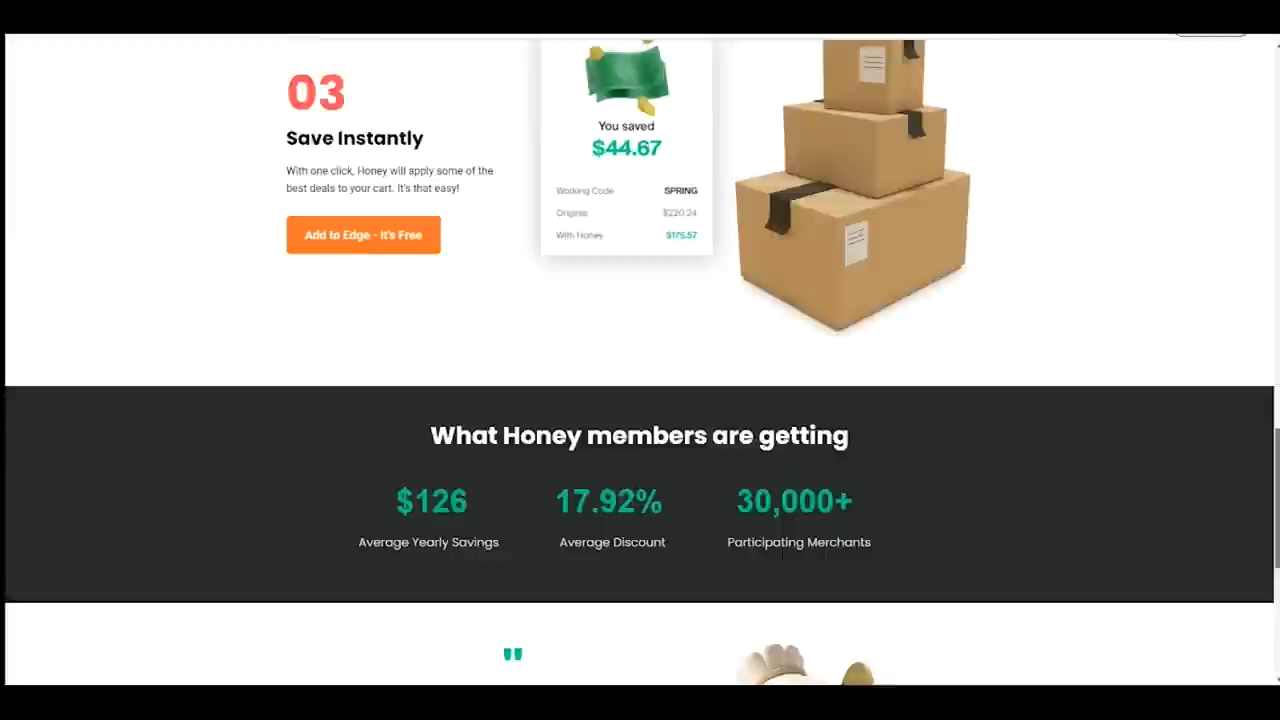 03
Save Instantly
With one click, Honey will apply some of the
best deals to your cart. It's that easy!
Add to Edge - It's Free
You saved
$44.67
Working Code SPRING
Original $220.24
With Honey $175.57
What Honey members are getting
$126 17.92% 30,000+
Average Yearly Savings Average Discount Participating Merchants
"